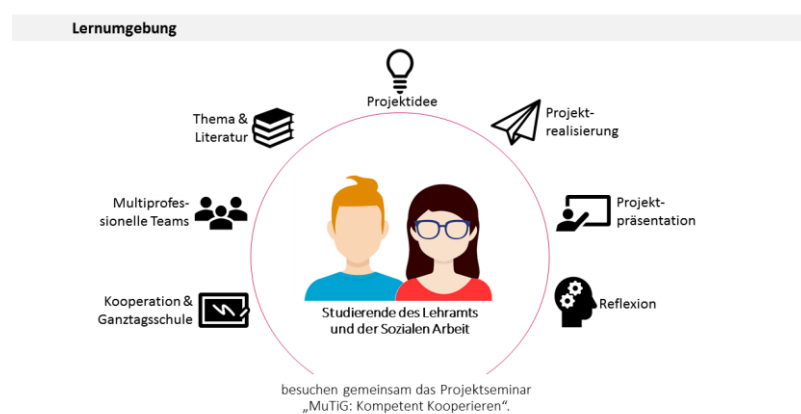 Lernumgebung
Projektidee
Thema &
Literatur
Projekt-
realisierung
Multiprofes-
sionelle Teams
Projekt-
präsentation
Kooperation &
Ganztagsschule
Reflexion
Studierende des Lehramts
und der Sozialen Arbeit
besuchen gemeinsam das Projektseminar
„MuTiG: Kompetent Kooperieren“.